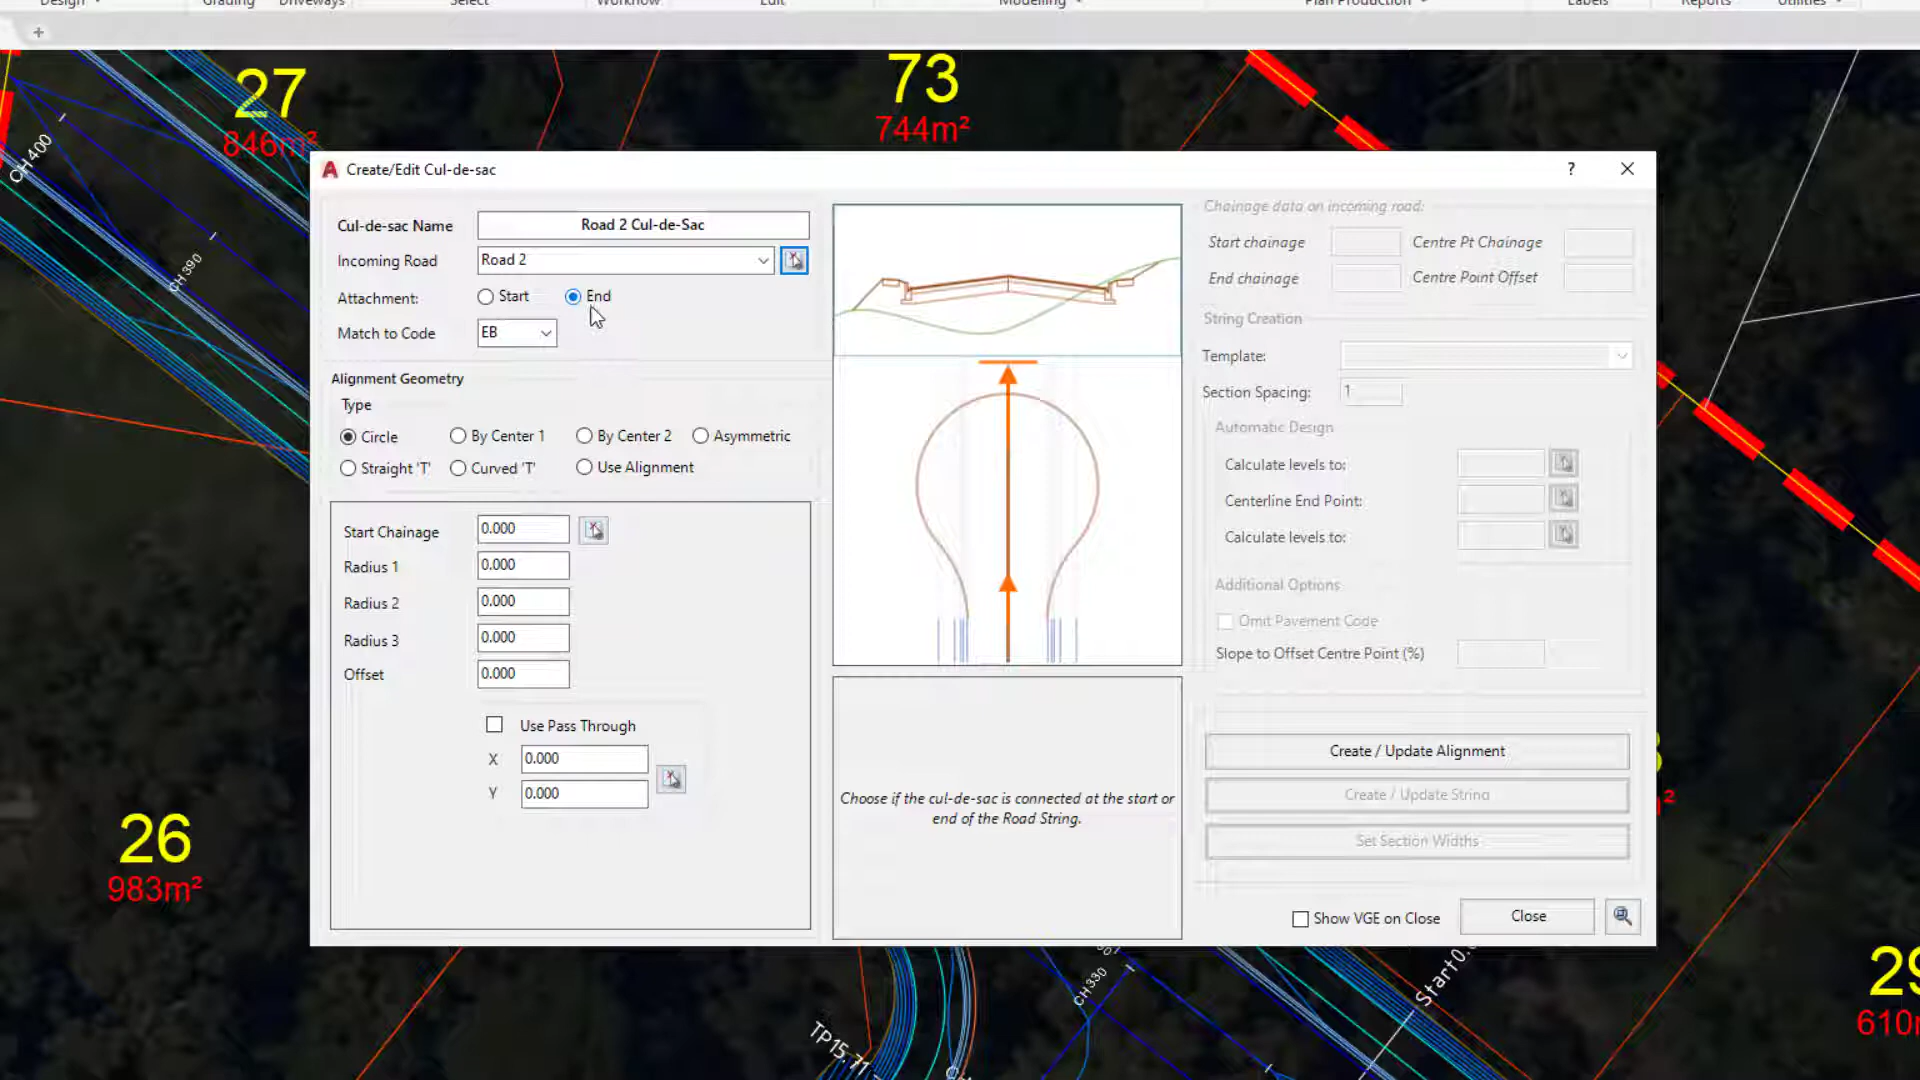 Design
Grading
Driveways
Select
Workflow
Edit
Modelling
Plan Production
Labels
Reports
Utilities
+
27
846m²
73
744m²
CH400
CH390
Create/Edit Cul-de-sac
?
Cul-de-sac Name
Road 2 Cul-de-Sac
Incoming Road
Road 2
Attachment:
Start
End
Match to Code
EB
Alignment Geometry
Type
Circle
By Center 1
By Center 2
Asymmetric
Straight 'T'
Curved 'T'
Use Alignment
Start Chainage
0.000
Radius 1
0.000
Radius 2
0.000
Radius 3
0.000
Offset
0.000
Use Pass Through
X
0.000
Y
0.000
Choose if the cul-de-sac is connected at the start or
end of the Road String.
Chainage data on incoming road:
Start chainage
Centre Pt Chainage
End chainage
Centre Point Offset
String Creation
Template:
Section Spacing:
1
Automatic Design
Calculate levels to:
Centerline End Point:
Calculate levels to:
Additional Options
Omit Pavement Code
Slope to Offset Centre Point (%)
Create / Update Alignment
Create / Update String
Set Section Widths
Show VGE on Close
Close
26
983m²
29
610m
CH330
Start0.
TP15.71